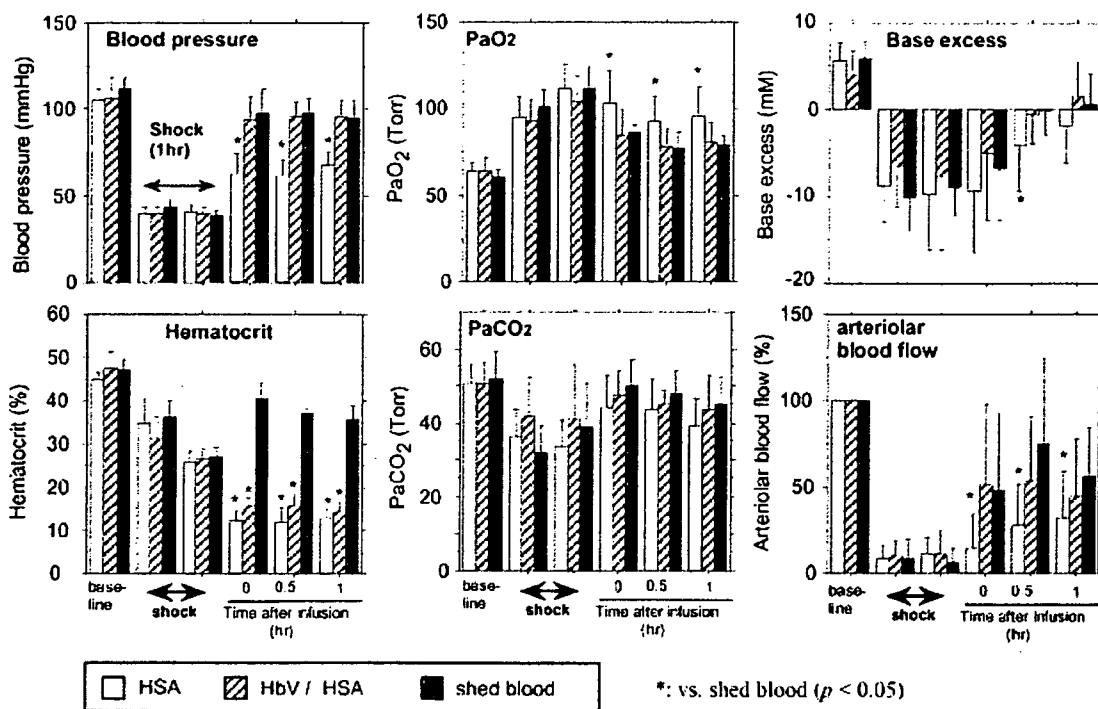 Blood pressure
Blood pressure (mmHg)
150
100
50
0
Shock
(1hr)
*
*
*
PaO2
PaO2 (Torr)
150
100
50
0
*
*
*
Base excess
Base excess (mM)
10
0
-10
-20
*
Hematocrit
Hematocrit (%)
60
50
40
30
20
10
0
* *
* *
* *
base-
line
shock
0
0.5
1
Time after infusion
(hr)
PaCO2
PaCO2 (Torr)
60
40
20
0
base-
line
shock
0
0.5
1
Time after infusion
(hr)
arteriolar
blood flow
Arteriolar blood flow (%)
150
100
50
0
*
*
*
base-
line
shock
0
0 5
1
Time after infusion
(hr)
HSA
HbV / HSA
shed blood
*: vs. shed blood (p < 0.05)